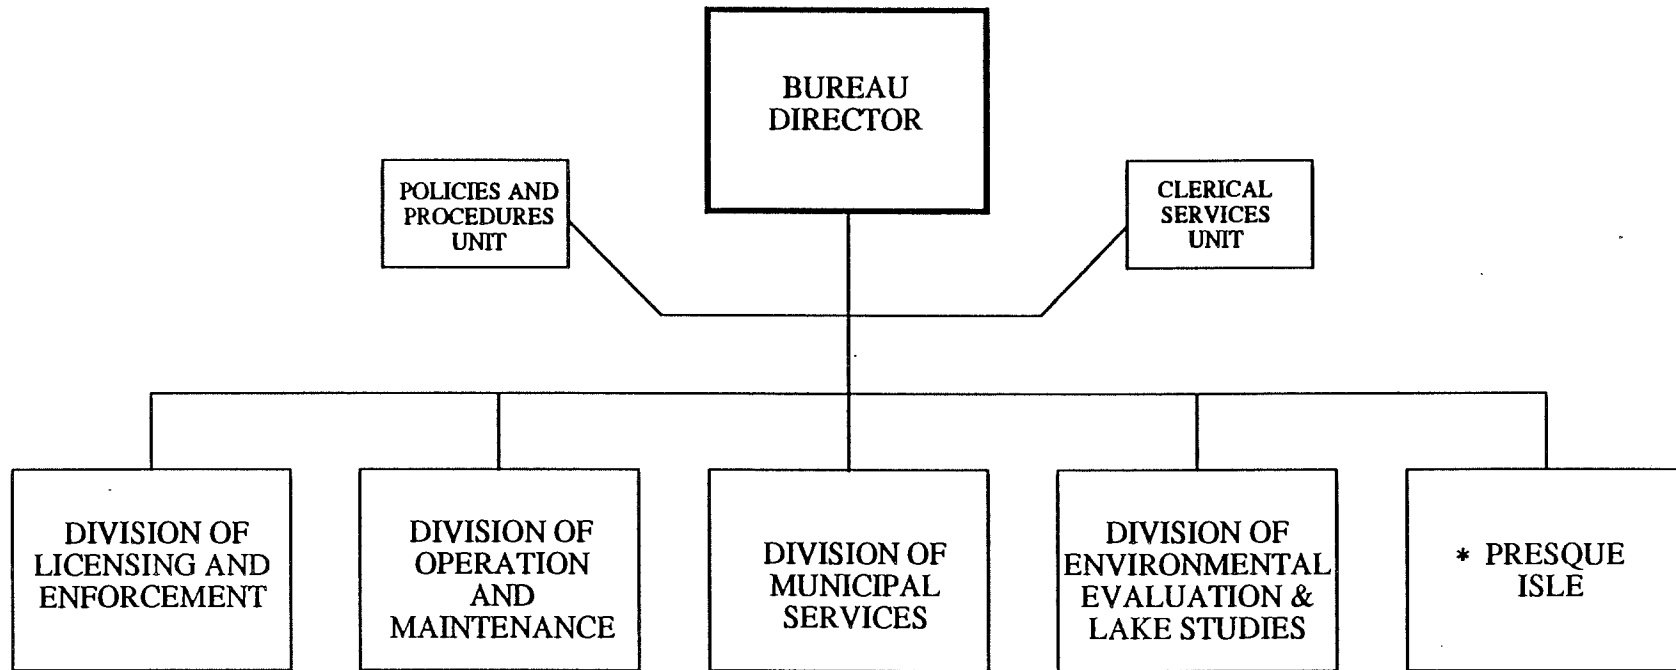 BUREAU
DIRECTOR
POLICIES AND
PROCEDURES
UNIT
CLERICAL
SERVICES
UNIT
DIVISION OF
LICENSING AND
ENFORCEMENT
DIVISION OF
OPERATION
AND
MAINTENANCE
DIVISION OF
MUNICIPAL
SERVICES
DIVISION OF
ENVIRONMENTAL
EVALUATION &
LAKE STUDIES
* PRESQUE
ISLE